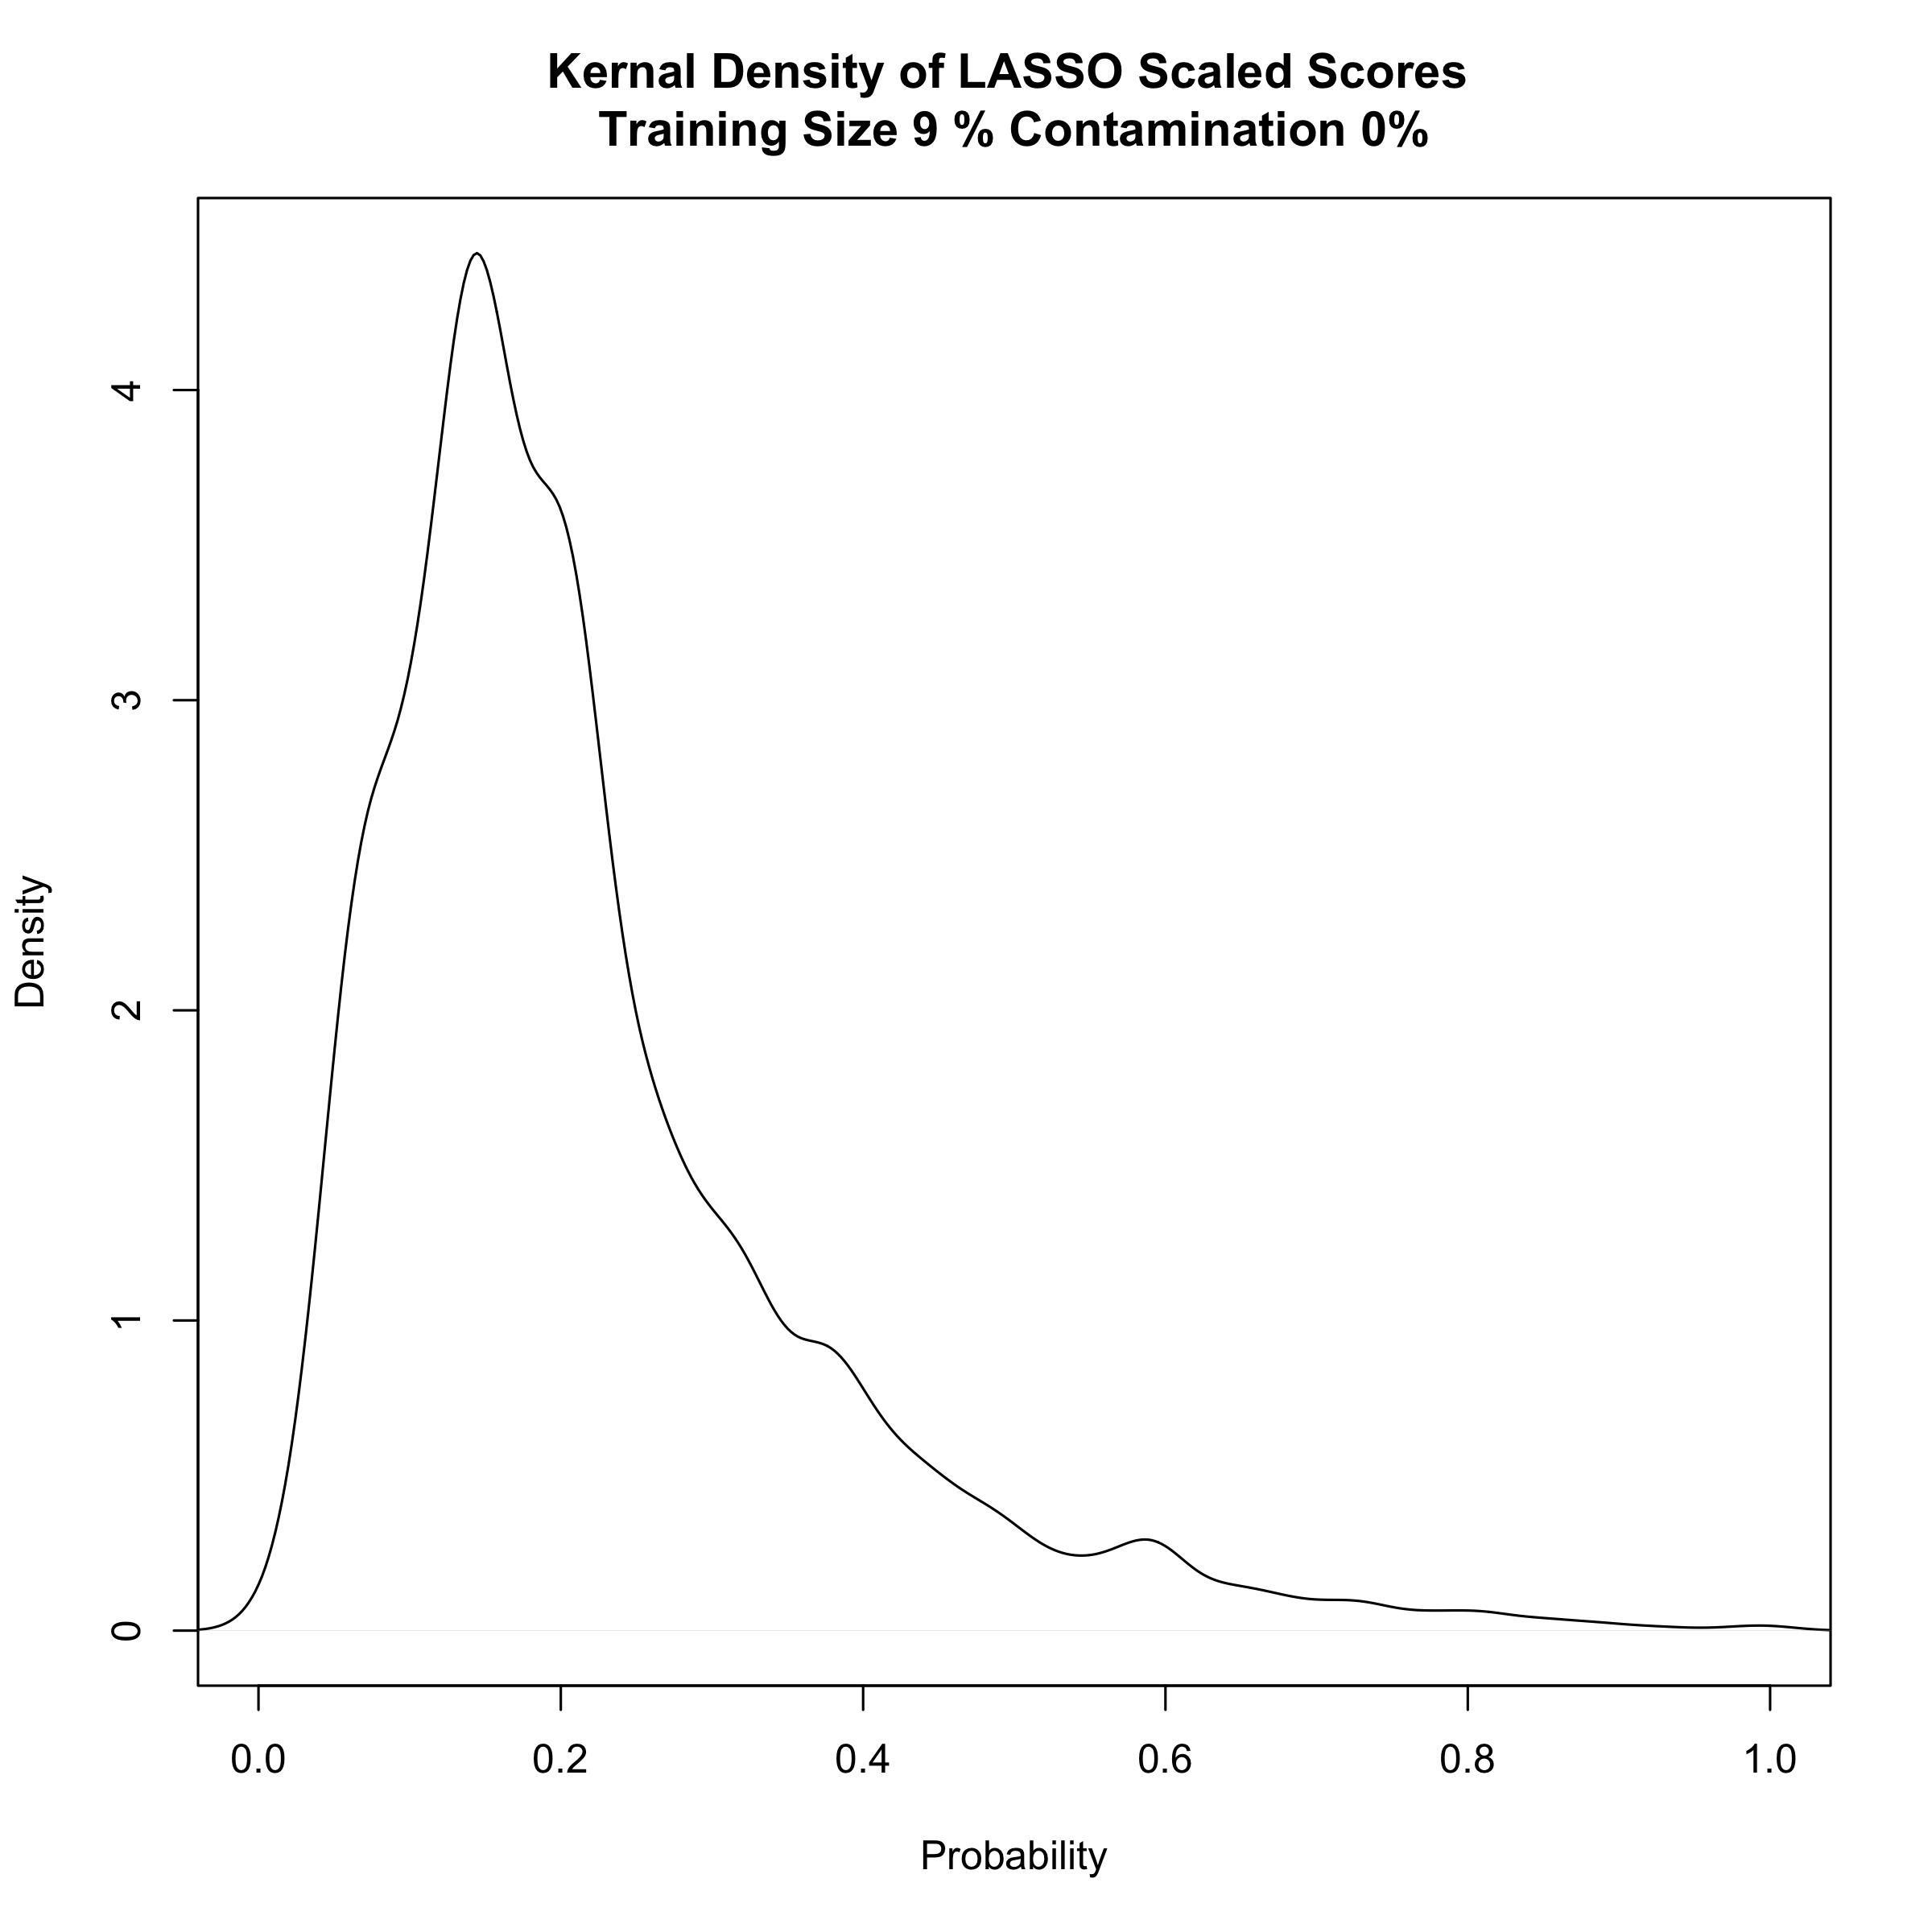 Kernal Density of LASSO Scaled Scores
Training Size 9 % Contamination 0%
Density
4
3
2
1
0
0.0 0.2 0.4 0.6 0.8 1.0
Probability